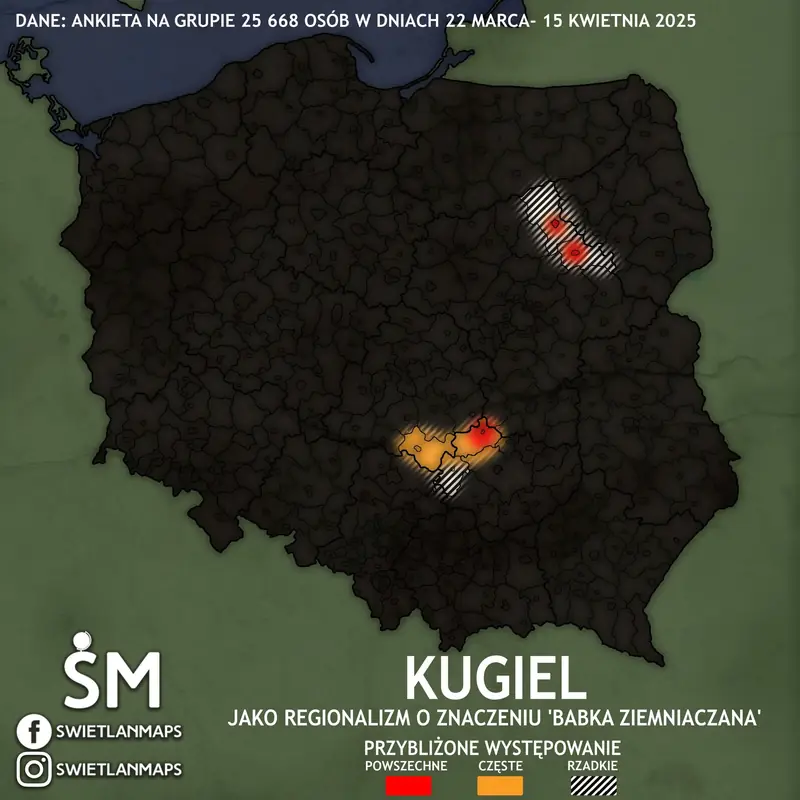 DANE: ANKIETA NA GRUPIE 25 668 OSÓB W DNIACH 22 MARCA- 15 KWIETNIA 2025
ŚM
SWIETLANMAPS
SWIETLANMAPS
KUGIEL
JAKO REGIONALIZM O ZNACZENIU 'BABKA ZIEMNIACZANA'
PRZYBLIŻONE WYSTĘPOWANIE
POWSZECHNE CZĘSTE RZADKIE